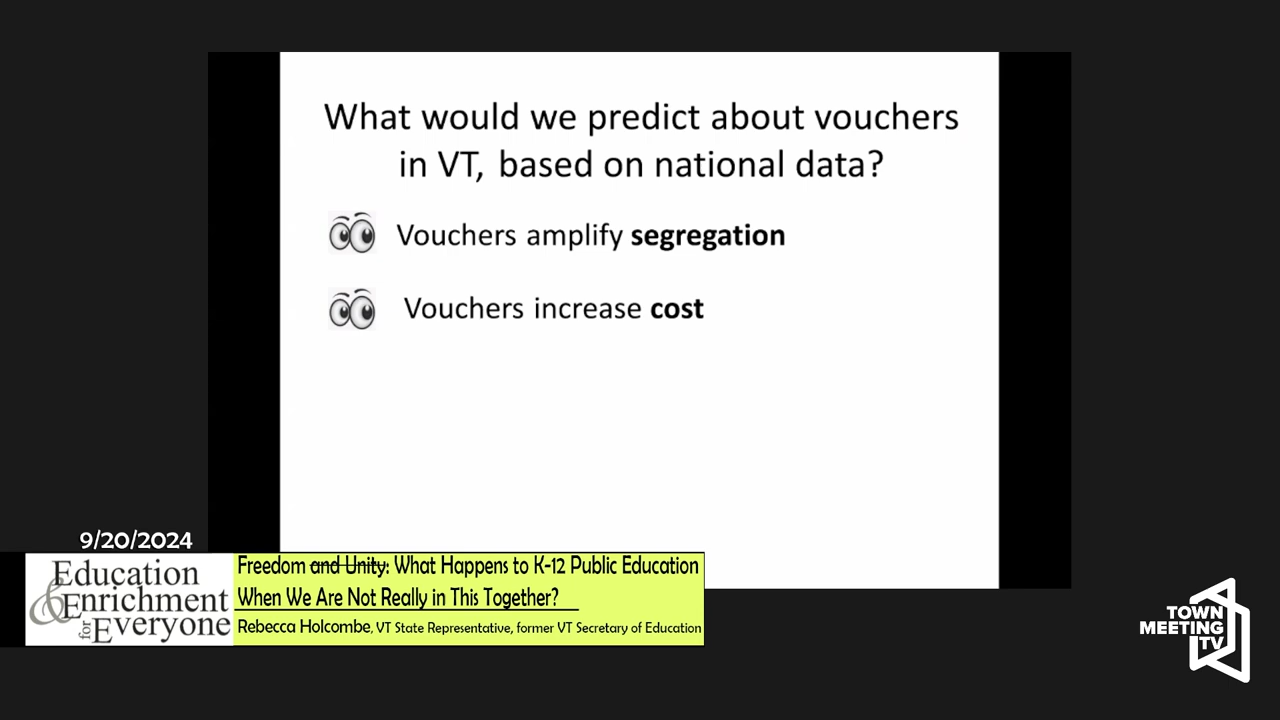 What would we predict about vouchers
in VT, based on national data?
Vouchers amplify segregation
Vouchers increase cost
9/20/2024
Education
& Enrichment
for Everyone
Freedom and Unity: What Happens to K-12 Public Education
When We Are Not Really in This Together?
Rebecca Holcombe, VT State Representative, former VT Secretary of Education
TOWN
MEETING
TV